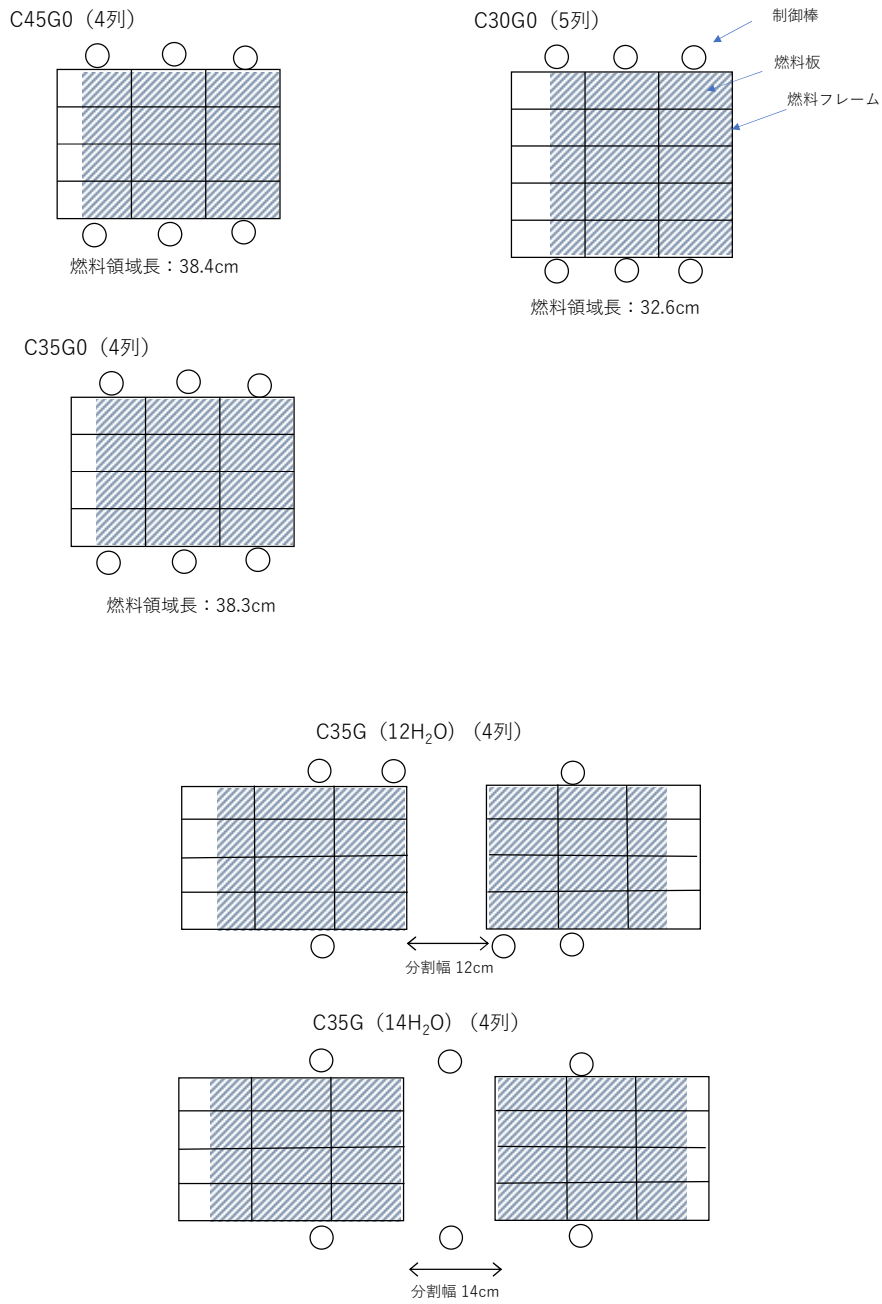 C45G0（4列）
C30G0（5列）
制御棒
燃料板
燃料フレーム
燃料領域長：38.4cm
燃料領域長：32.6cm
C35G0（4列）
燃料領域長：38.3cm
C35G（12H₂O）（4列）
分割幅 12cm
C35G（14H₂O）（4列）
分割幅 14cm